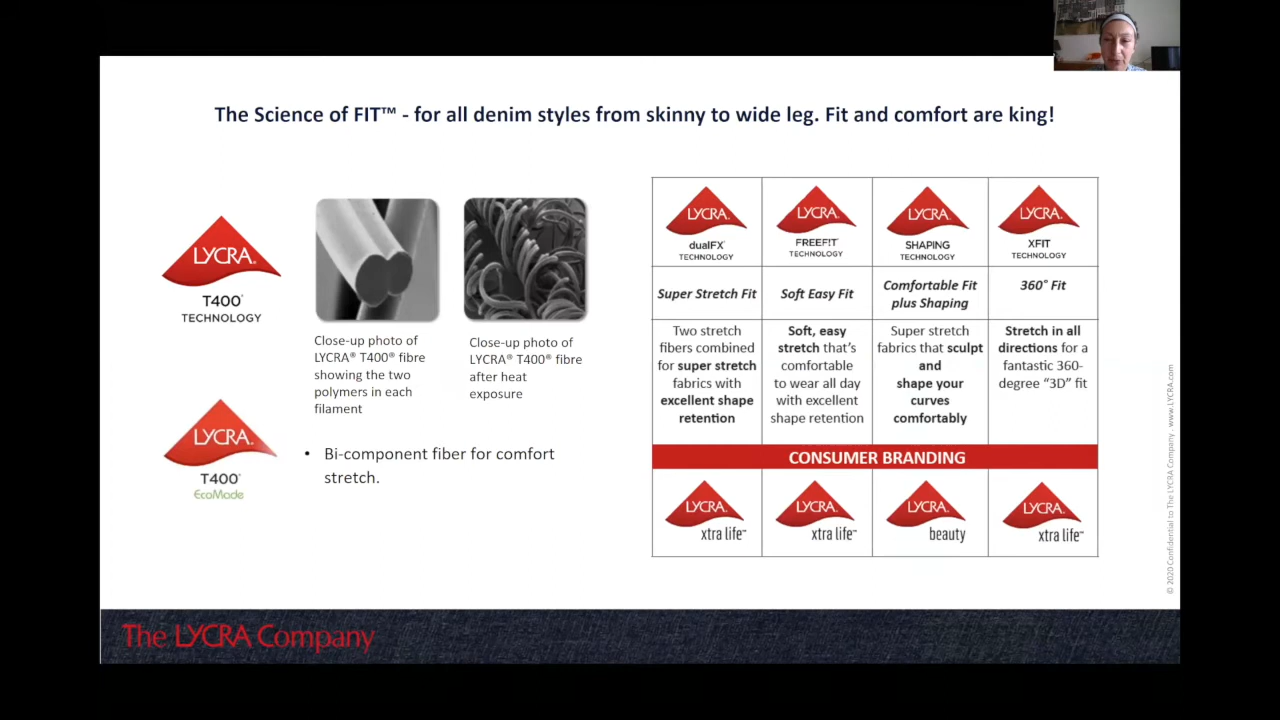 The Science of FIT™ - for all denim styles from skinny to wide leg. Fit and comfort are king!
LYCRA®
T400®
TECHNOLOGY
Close-up photo of
LYCRA® T400® fibre
showing the two
polymers in each
filament
Close-up photo of
LYCRA® T400® fibre
after heat
exposure
LYCRA®
T400®
EcoMade
• Bi-component fiber for comfort
stretch.
LYCRA®
dualFX®
TECHNOLOGY
LYCRA®
FREEF!T®
TECHNOLOGY
LYCRA®
SHAPING
TECHNOLOGY
LYCRA®
XFIT
TECHNOLOGY
Super Stretch Fit
Soft Easy Fit
Comfortable Fit
plus Shaping
360° Fit
Two stretch
fibers combined
for super stretch
fabrics with
excellent shape
retention
Soft, easy
stretch that's
comfortable
to wear all day
with excellent
shape retention
Super stretch
fabrics that sculpt
and
shape your
curves
comfortably
Stretch in all
directions for a
fantastic 360-
degree “3D” fit
CONSUMER BRANDING
LYCRA®
xtra life™
LYCRA®
xtra life™
LYCRA®
beauty
LYCRA®
xtra life™
© 2020 Confidential to The LYCRA Company . www.LYCRA.com
The LYCRA Company